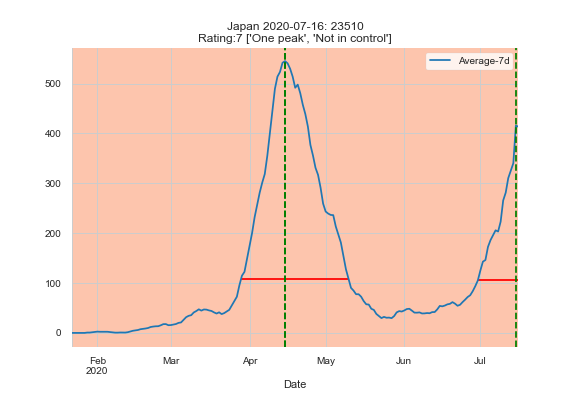 Japan 2020-07-16: 23510
Rating:7 ['One peak', 'Not in control']
Average-7d
500
400
300
200
100
0
Feb
2020
Mar
Apr
May
Jun
Jul
Date